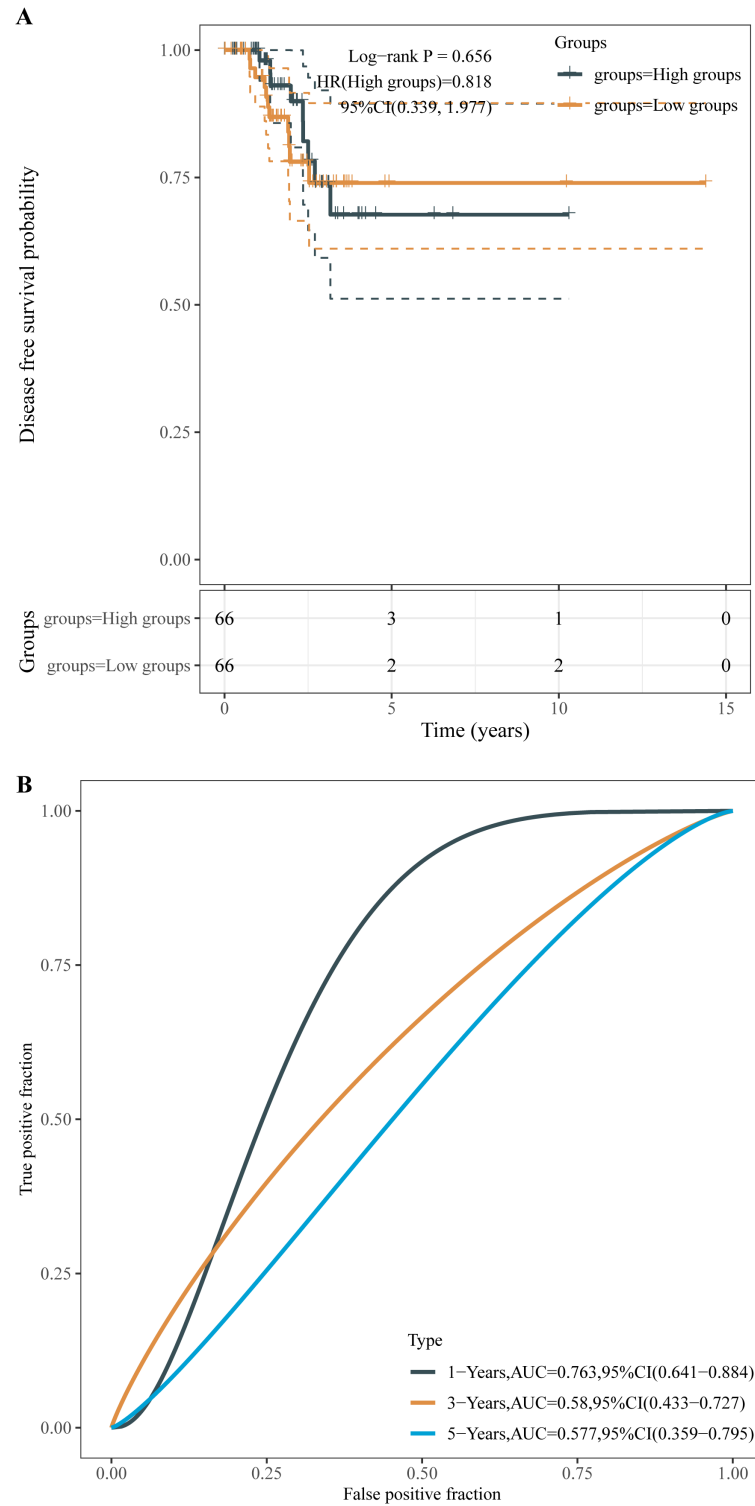 A
1.00
0.75
0.50
0.25
0.00
Disease free survival probability
Log−rank P = 0.656
HR(High groups)=0.818
95%CI(0.339, 1.977)
Groups
groups=High groups
groups=Low groups
Groups
groups=High groups 66 3 1 0
groups=Low groups 66 2 2 0
0 5 10 15
Time (years)
B
1.00
0.75
0.50
0.25
0.00
True positive fraction
Type
1−Years,AUC=0.763,95%CI(0.641−0.884)
3−Years,AUC=0.58,95%CI(0.433−0.727)
5−Years,AUC=0.577,95%CI(0.359−0.795)
0.00 0.25 0.50 0.75 1.00
False positive fraction